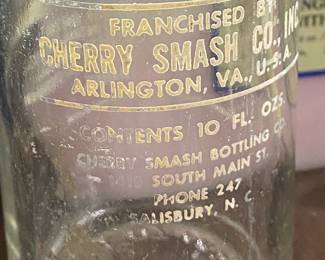 FRANCHISED BY
CHERRY SMASH CO., INC.
ARLINGTON, VA., U.S.A.
CONTENTS 10 FL. OZS.
CHERRY SMASH BOTTLING CO.
SOUTH MAIN ST.
PHONE 247
SALISBURY, N. C.